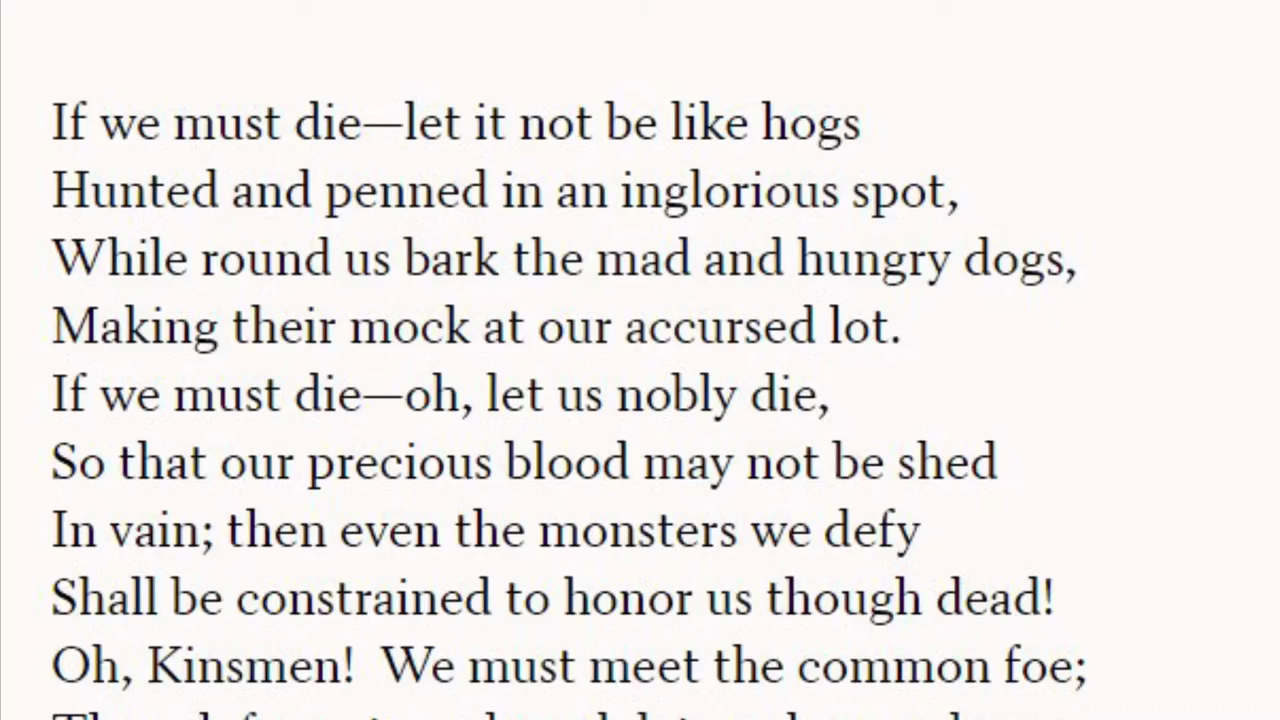 If we must die—let it not be like hogs
Hunted and penned in an inglorious spot,
While round us bark the mad and hungry dogs,
Making their mock at our accursed lot.
If we must die—oh, let us nobly die,
So that our precious blood may not be shed
In vain; then even the monsters we defy
Shall be constrained to honor us though dead!
Oh, Kinsmen!  We must meet the common foe;